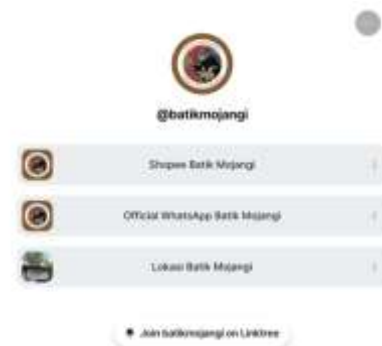 @batikmojangi
Shopee Batik Mojangi
Official WhatsApp Batik Mojangi
Lokasi Batik Mojangi
Join batikmojangi on Linktree